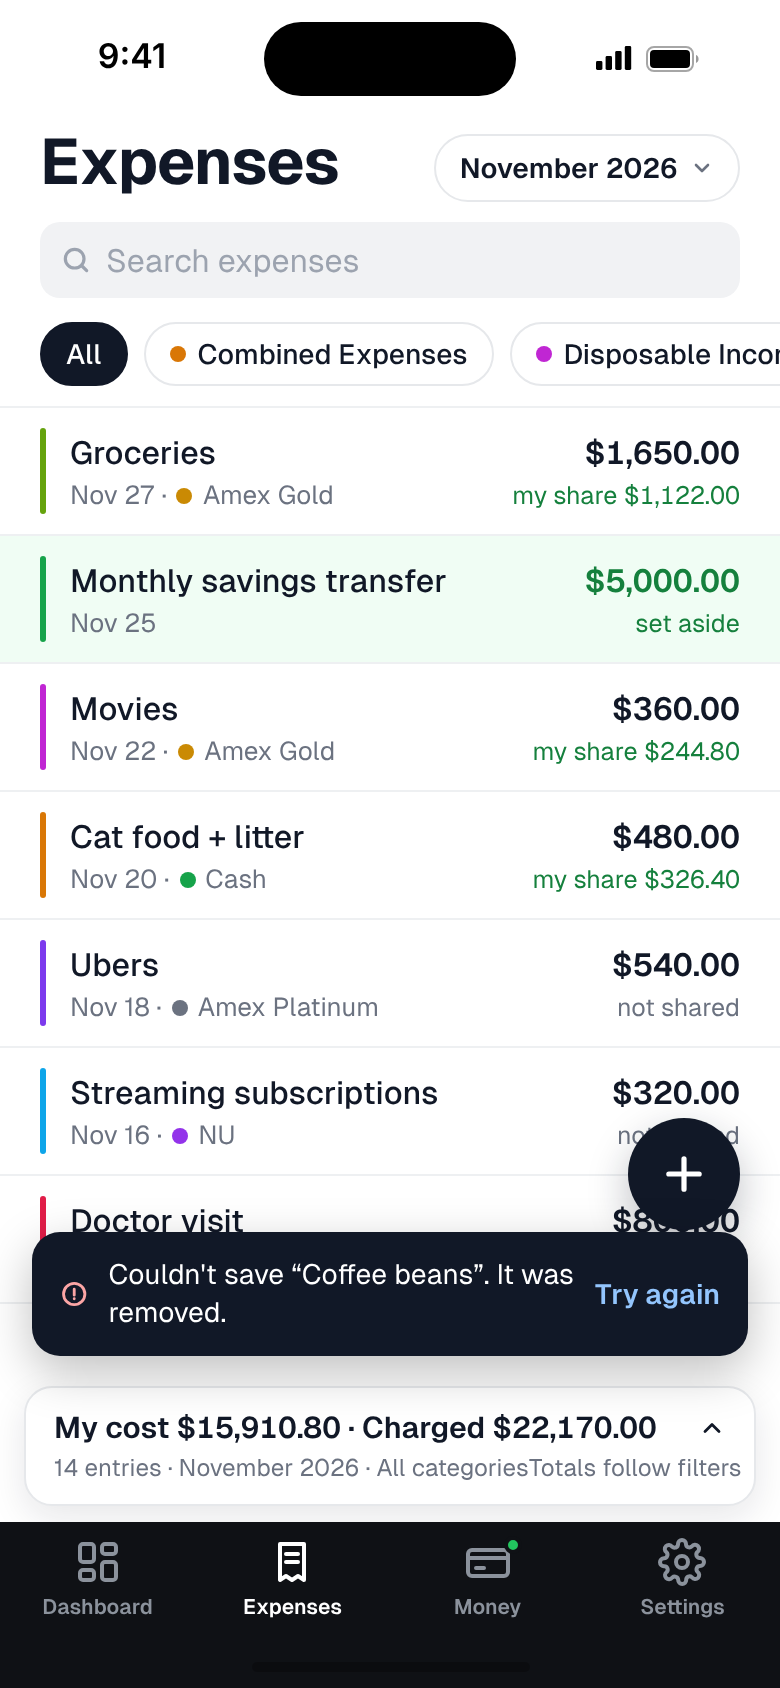 9:41
Expenses
November 2026
Search expenses
All
Combined Expenses
Disposable
Groceries
$1,650.00
Nov 27 · Amex Gold
my share $1,122.00
Monthly savings transfer
$5,000.00
Nov 25
set aside
Movies
$360.00
Nov 22 · Amex Gold
my share $244.80
Cat food + litter
$480.00
Nov 20 · Cash
my share $326.40
Ubers
$540.00
Nov 18 · Amex Platinum
not shared
Streaming subscriptions
$320.00
Nov 16 · NU
Doctor visit
Couldn't save “Coffee beans”. It was
removed.
Try again
My cost $15,910.80 · Charged $22,170.00
14 entries · November 2026 · All categoriesTotals follow filters
Dashboard
Expenses
Money
Settings